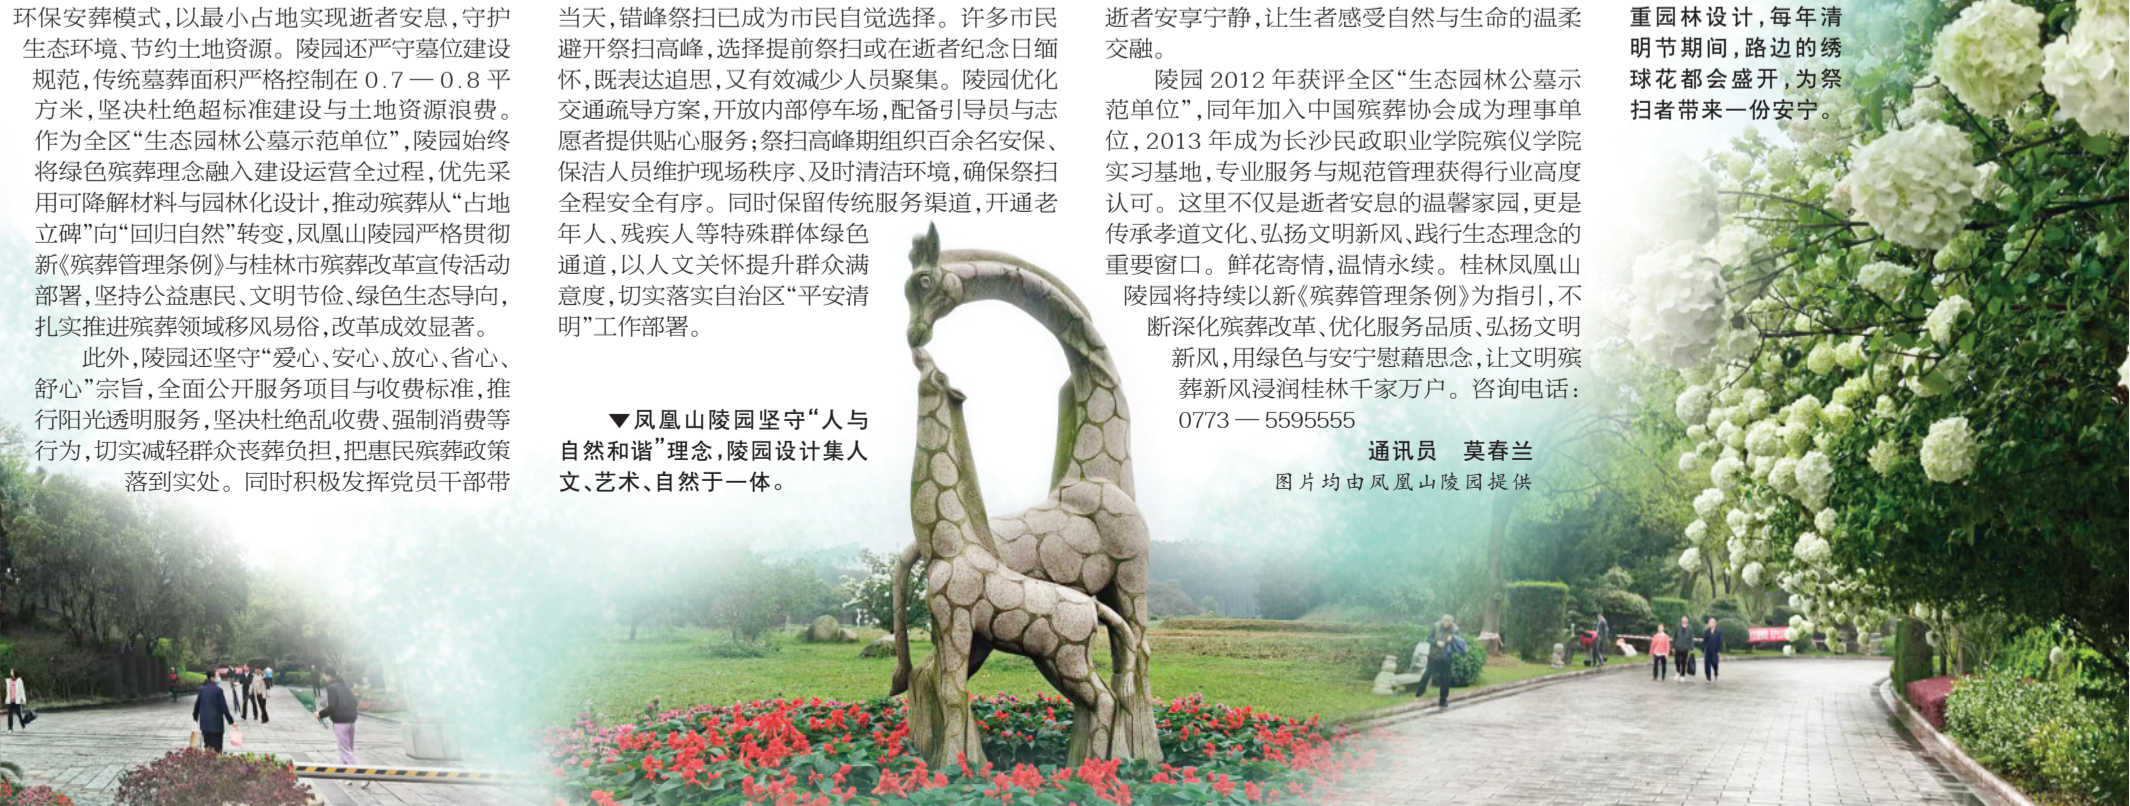 环保安葬模式，以最小占地实现逝者安息，守护
生态环境、节约土地资源。陵园还严守墓位建设
规范，传统墓葬面积严格控制在0.7—0.8平
方米，坚决杜绝超标准建设与土地资源浪费。
作为全区“生态园林公墓示范单位”，陵园始终
将绿色殡葬理念融入建设运营全过程，优先采
用可降解材料与园林化设计，推动殡葬从“占地
立碑”向“回归自然”转变，凤凰山陵园严格贯彻
新《殡葬管理条例》与桂林市殡葬改革宣传活动
部署，坚持公益惠民、文明节俭、绿色生态导向，
扎实推进殡葬领域移风易俗，改革成效显著。
此外，陵园还坚守“爱心、安心、放心、省心、
舒心”宗旨，全面公开服务项目与收费标准，推
行阳光透明服务，坚决杜绝乱收费、强制消费等
行为，切实减轻群众丧葬负担，把惠民殡葬政策
落到实处。同时积极发挥党员干部带
当天，错峰祭扫已成为市民自觉选择。许多市民
避开祭扫高峰，选择提前祭扫或在逝者纪念日缅
怀，既表达追思，又有效减少人员聚集。陵园优化
交通疏导方案，开放内部停车场，配备引导员与志
愿者提供贴心服务；祭扫高峰期组织百余名安保、
保洁人员维护现场秩序、及时清洁环境，确保祭扫
全程安全有序。同时保留传统服务渠道，开通老
年人、残疾人等特殊群体绿色
通道，以人文关怀提升群众满
意度，切实落实自治区“平安清
明”工作部署。
▼凤凰山陵园坚守“人与
自然和谐”理念，陵园设计集人
文、艺术、自然于一体。
逝者安享宁静，让生者感受自然与生命的温柔
交融。
陵园2012年获评全区“生态园林公墓示
范单位”，同年加入中国殡葬协会成为理事单
位，2013年成为长沙民政职业学院殡仪学院
实习基地，专业服务与规范管理获得行业高度
认可。这里不仅是逝者安息的温馨家园，更是
传承孝道文化、弘扬文明新风、践行生态理念的
重要窗口。鲜花寄情，温情永续。桂林凤凰山
陵园将持续以新《殡葬管理条例》为指引，不
断深化殡葬改革、优化服务品质、弘扬文明
新风，用绿色与安宁慰藉思念，让文明殡
葬新风浸润桂林千家万户。咨询电话：
0773—5595555
通讯员 莫春兰
图片均由凤凰山陵园提供
重园林设计，每年清
明节期间，路边的绣
球花都会盛开，为祭
扫者带来一份安宁。